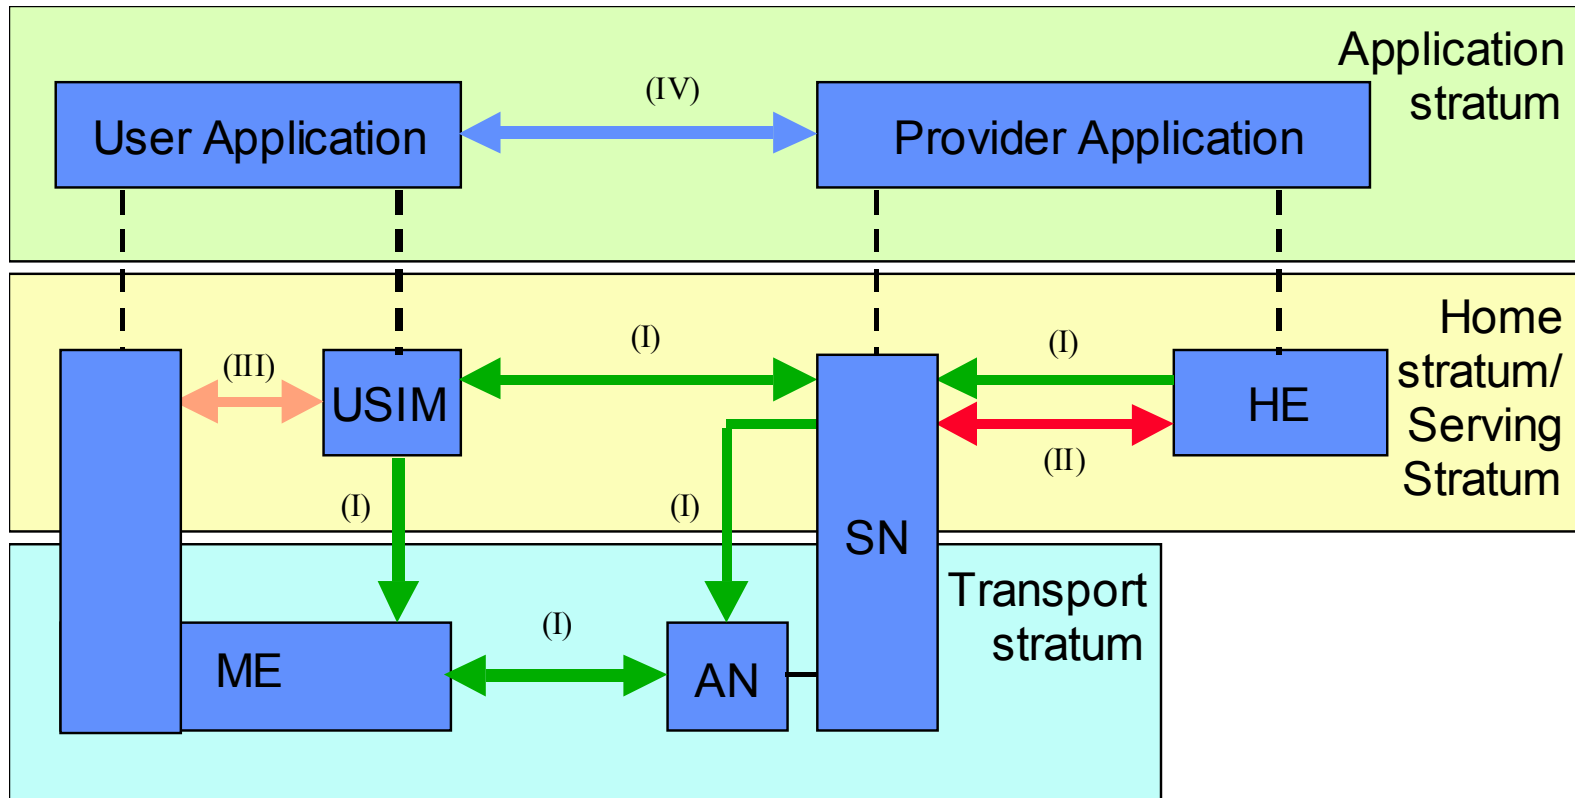 Application
stratum
(IV)
User Application
Provider Application
Home
stratum/
Serving
Stratum
(I)
(I)
(III)
USIM
HE
(II)
(I)
(I)
SN
Transport
stratum
(I)
ME
AN